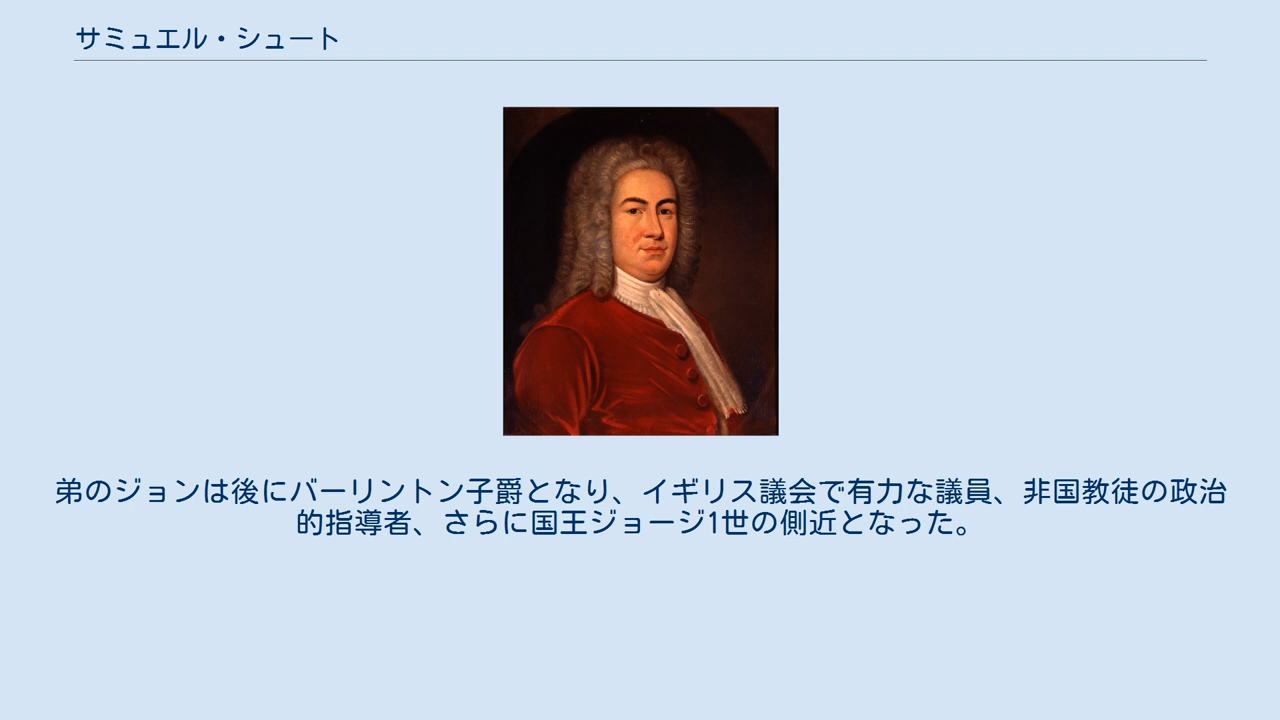 サミュエル・シュート
弟のジョンは後にバーリントン子爵となり、イギリス議会で有力な議員、非国教徒の政治
的指導者、さらに国王ジョージ1世の側近となった。